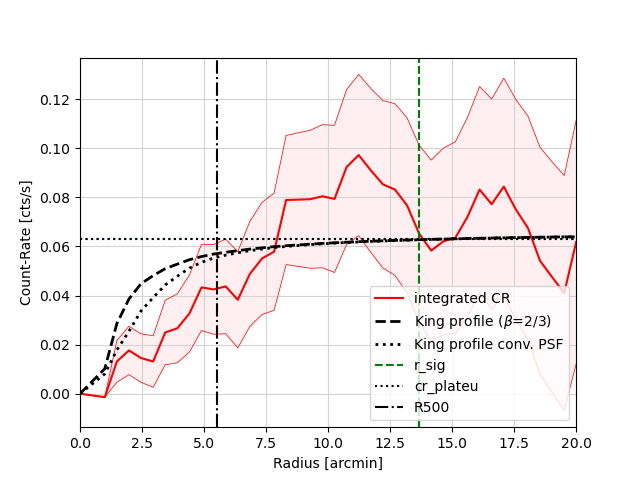 0.12
0.10
0.08
0.06
0.04
0.02
0.00
Count-Rate [cts/s]
integrated CR
King profile (β=2/3)
King profile conv. PSF
r_sig
cr_plateu
R500
0.0 2.5 5.0 7.5 10.0 12.5 15.0 17.5 20.0
Radius [arcmin]